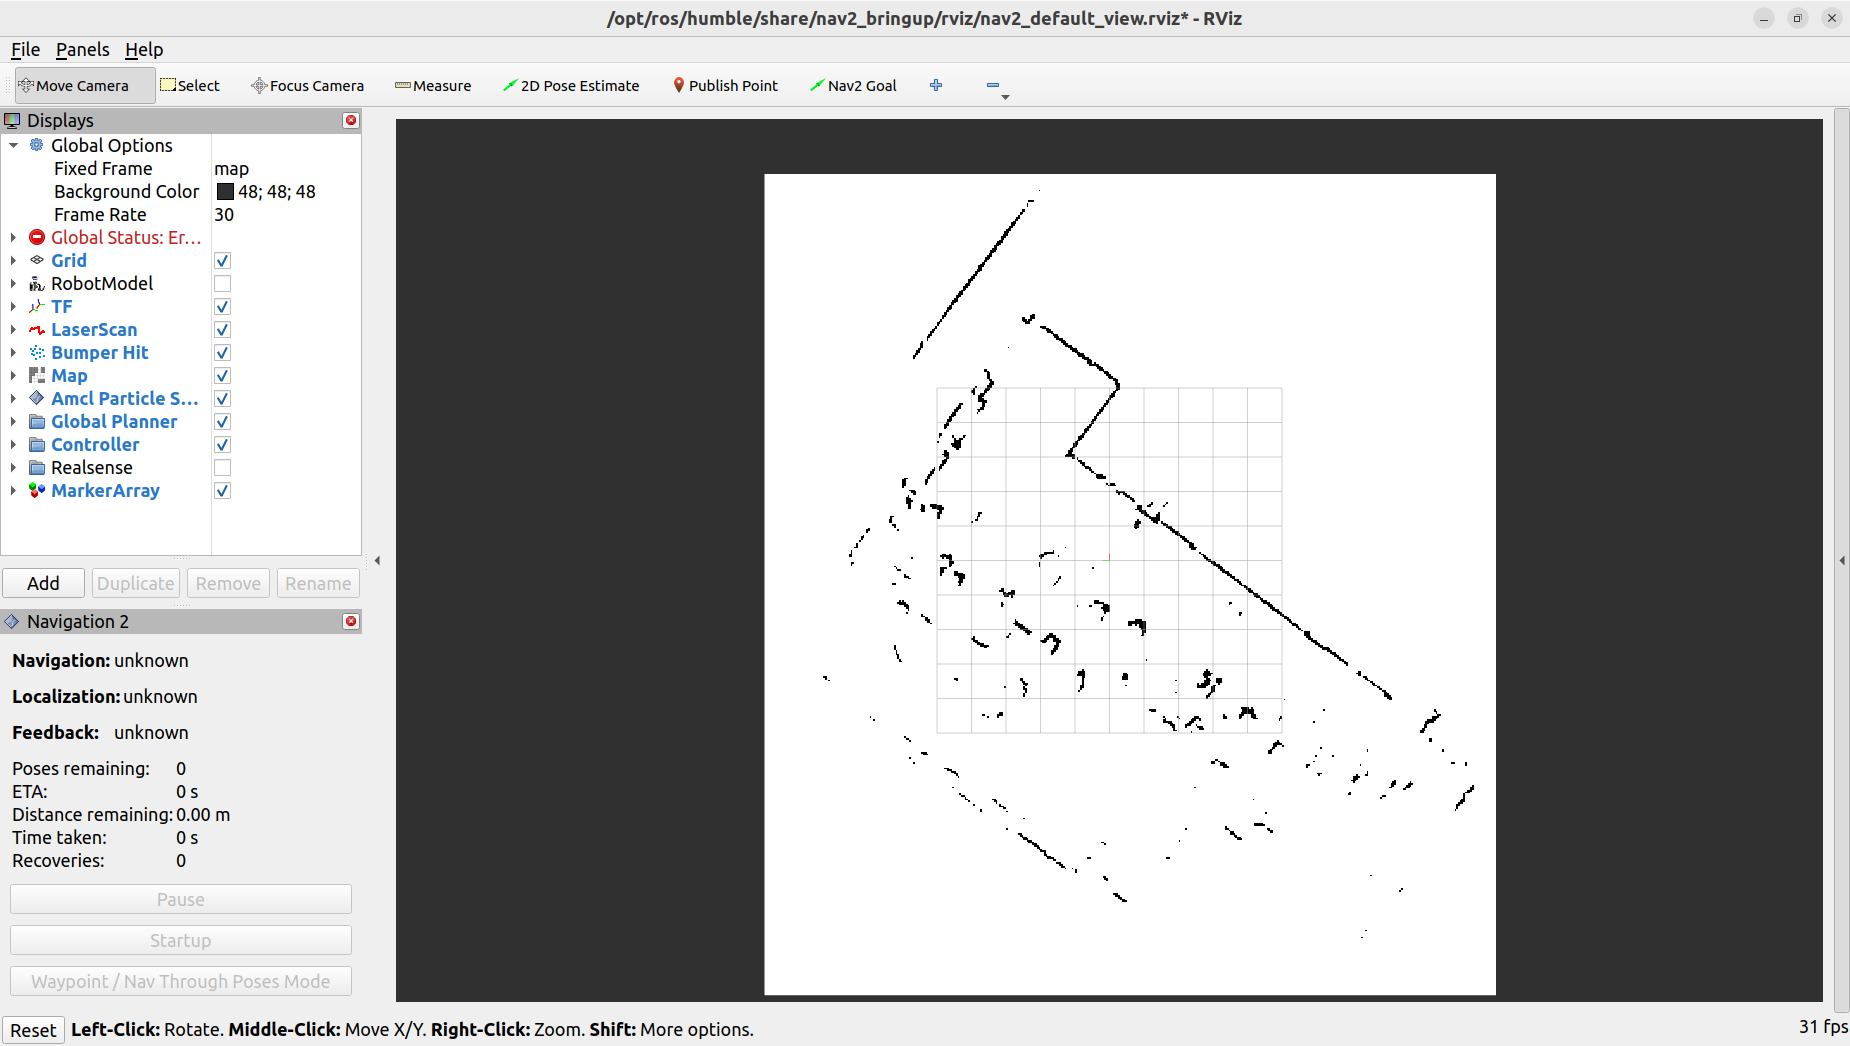 /opt/ros/humble/share/nav2_bringup/rviz/nav2_default_view.rviz* - RViz
File Panels Help
Move Camera Select Focus Camera Measure 2D Pose Estimate Publish Point Nav2 Goal
Displays
Global Options
Fixed Frame map
Background Color 48; 48; 48
Frame Rate 30
Global Status: Er...
Grid
RobotModel
TF
LaserScan
Bumper Hit
Map
Amcl Particle S...
Global Planner
Controller
Realsense
MarkerArray
Add Duplicate Remove Rename
Navigation 2
Navigation: unknown
Localization: unknown
Feedback: unknown
Poses remaining: 0
ETA: 0 s
Distance remaining: 0.00 m
Time taken: 0 s
Recoveries: 0
Pause
Startup
Waypoint / Nav Through Poses Mode
Reset Left-Click: Rotate. Middle-Click: Move X/Y. Right-Click: Zoom. Shift: More options. 31 fps